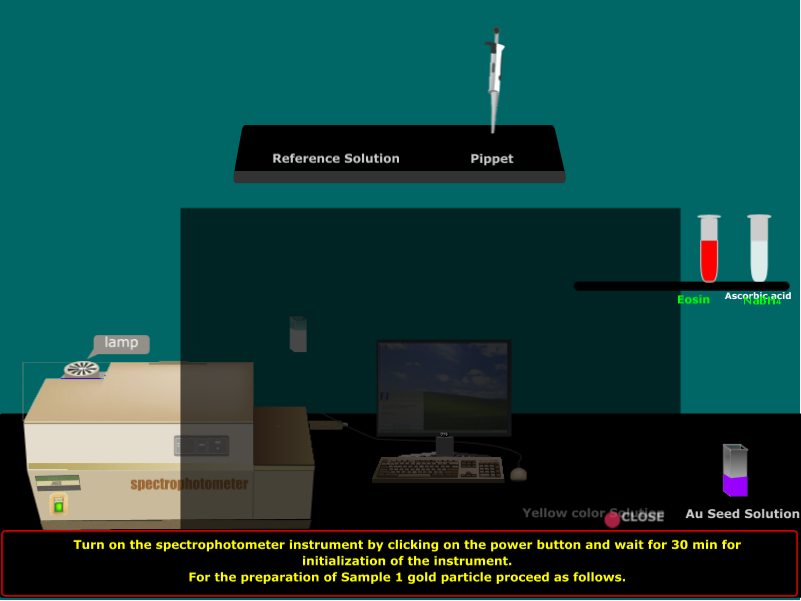 Reference Solution
Pippet
Eosin
Ascorbic acid
lamp
spectrophotometer
Yellow color Solution
CLOSE
Au Seed Solution
Turn on the spectrophotometer instrument by clicking on the power button and wait for 30 min for
initialization of the instrument.
For the preparation of Sample 1 gold particle proceed as follows.